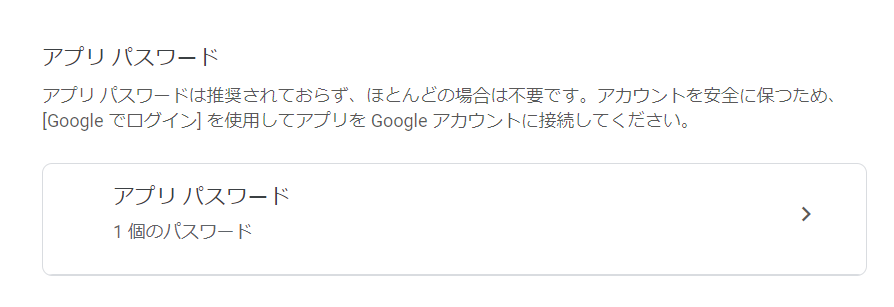 アプリ パスワード
アプリ パスワードは推奨されておらず、ほとんどの場合は不要です。アカウントを安全に保つため、
[Google でログイン] を使用してアプリを Google アカウントに接続してください。
アプリ パスワード
1 個のパスワード